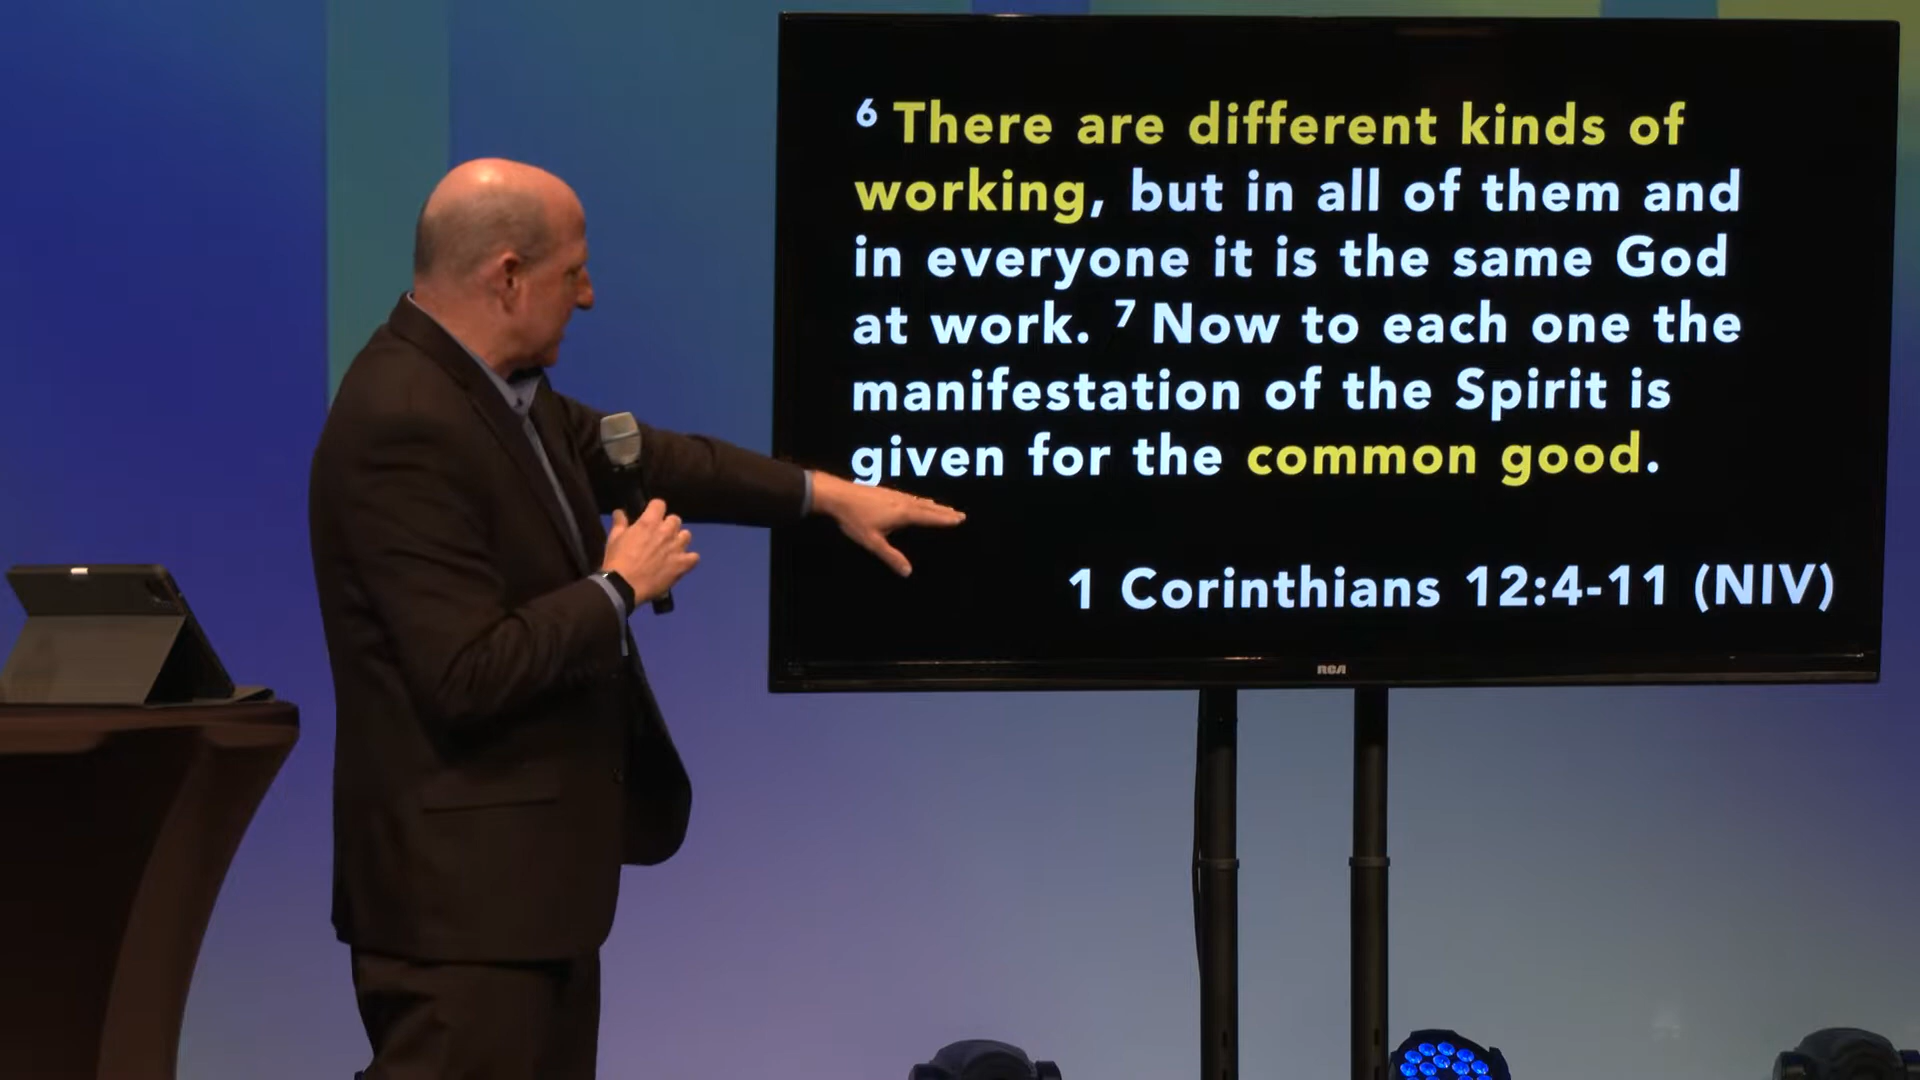 6 There are different kinds of
working, but in all of them and
in everyone it is the same God
at work. 7 Now to each one the
manifestation of the Spirit is
given for the common good.
1 Corinthians 12:4-11 (NIV)
RCA